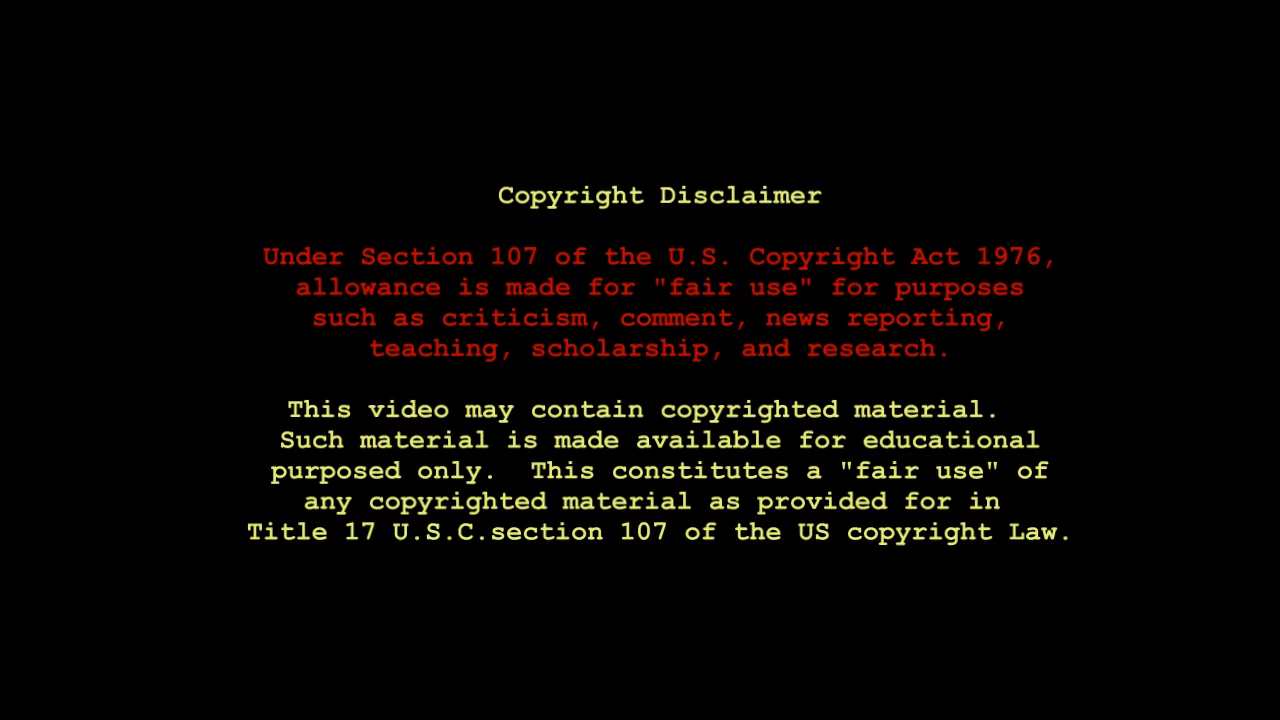 Copyright Disclaimer
Under Section 107 of the U.S. Copyright Act 1976,
allowance is made for "fair use" for purposes
such as criticism, comment, news reporting,
teaching, scholarship, and research.
This video may contain copyrighted material.
Such material is made available for educational
purposed only.  This constitutes a "fair use" of
any copyrighted material as provided for in
Title 17 U.S.C.section 107 of the US copyright Law.